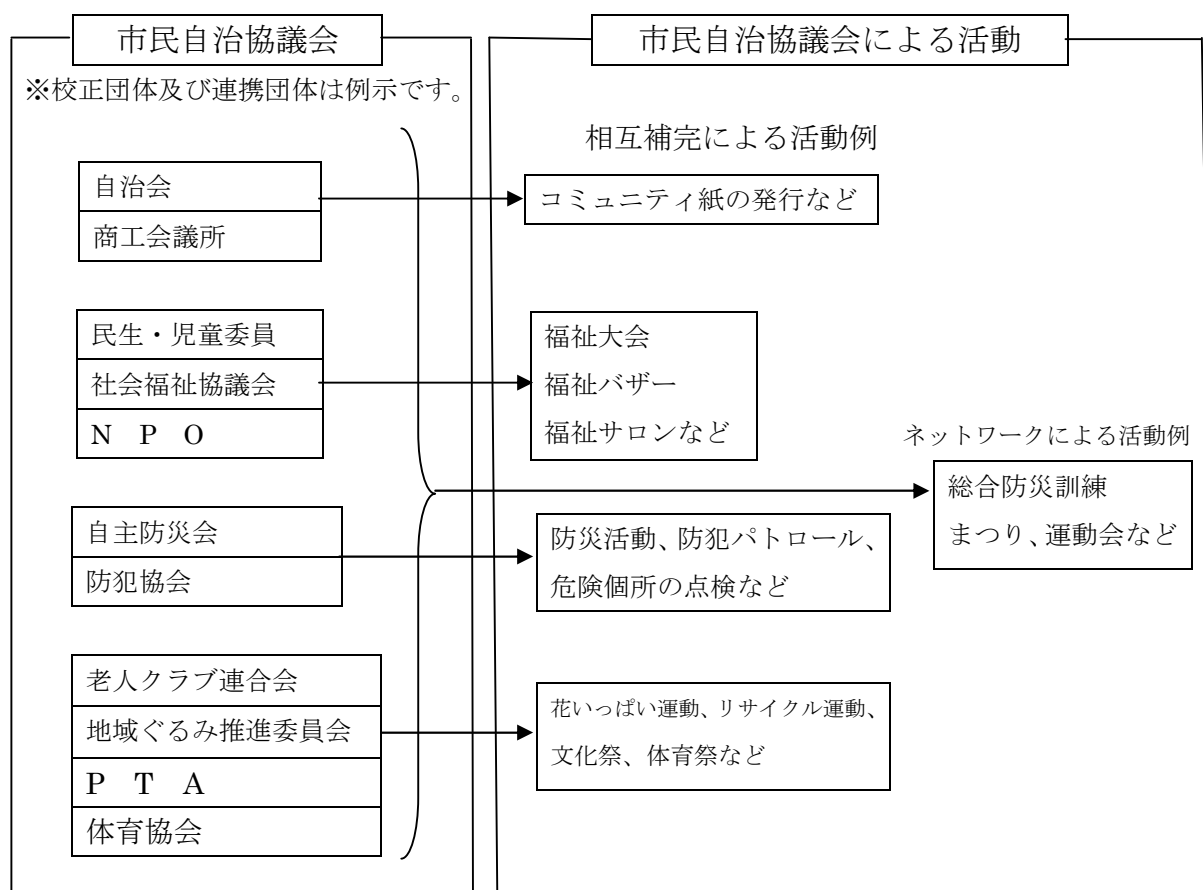 市民自治協議会
※校正団体及び連携団体は例示です。
自治会
商工会議所
民生・児童委員
社会福祉協議会
N P O
自主防災会
防犯協会
老人クラブ連合会
地域ぐるみ推進委員会
P T A
体育協会
市民自治協議会による活動
相互補完による活動例
コミュニティ紙の発行など
福祉大会
福祉バザー
福祉サロンなど
防災活動、防犯パトロール、
危険個所の点検など
花いっぱい運動、リサイクル運動、
文化祭、体育祭など
ネットワークによる活動例
総合防災訓練
まつり、運動会など